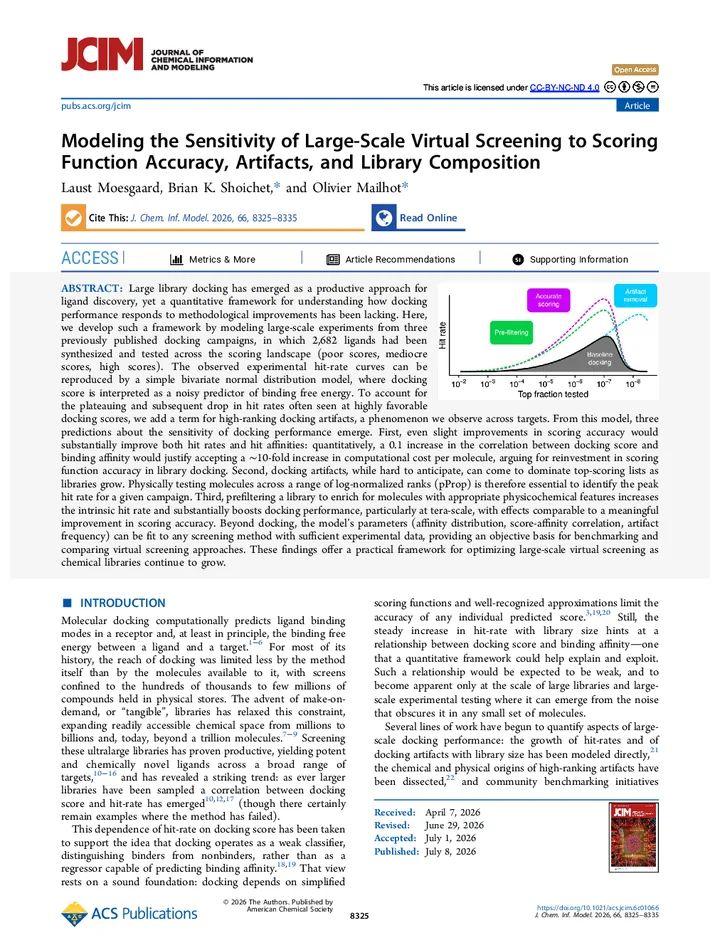 JCIM
JOURNAL OF
CHEMICAL INFORMATION
AND MODELING
Open Access
This article is licensed under CC-BY-NC-ND 4.0
pubs.acs.org/jcim
Article
Modeling the Sensitivity of Large-Scale Virtual Screening to Scoring
Function Accuracy, Artifacts, and Library Composition
Laust Moesgaard, Brian K. Shoichet,* and Olivier Mailhot*
Cite This: J. Chem. Inf. Model. 2026, 66, 8325−8335
Read Online
ACCESS
Metrics & More
Article Recommendations
SI Supporting Information
ABSTRACT: Large library docking has emerged as a productive approach for
ligand discovery, yet a quantitative framework for understanding how docking
performance responds to methodological improvements has been lacking. Here,
we develop such a framework by modeling large-scale experiments from three
previously published docking campaigns, in which 2,682 ligands had been
synthesized and tested across the scoring landscape (poor scores, mediocre
scores, high scores). The observed experimental hit-rate curves can be
reproduced by a simple bivariate normal distribution model, where docking
score is interpreted as a noisy predictor of binding free energy. To account for
the plateauing and subsequent drop in hit rates often seen at highly favorable
docking scores, we add a term for high-ranking docking artifacts, a phenomenon we observe across targets. From this model, three
predictions about the sensitivity of docking performance emerge. First, even slight improvements in scoring accuracy would
substantially improve both hit rates and hit affinities: quantitatively, a 0.1 increase in the correlation between docking score and
binding affinity would justify accepting a ∼10-fold increase in computational cost per molecule, arguing for reinvestment in scoring
function accuracy in library docking. Second, docking artifacts, while hard to anticipate, can come to dominate top-scoring lists as
libraries grow. Physically testing molecules across a range of log-normalized ranks (pProp) is therefore essential to identify the peak
hit rate for a given campaign. Third, prefiltering a library to enrich for molecules with appropriate physicochemical features increases
the intrinsic hit rate and substantially boosts docking performance, particularly at tera-scale, with effects comparable to a meaningful
improvement in scoring accuracy. Beyond docking, the model's parameters (affinity distribution, score-affinity correlation, artifact
frequency) can be fit to any screening method with sufficient experimental data, providing an objective basis for benchmarking and
comparing virtual screening approaches. These findings offer a practical framework for optimizing large-scale virtual screening as
chemical libraries continue to grow.
Hit rate
Accurate
scoring
Artifact
removal
Pre-filtering
Baseline
docking
10⁻² 10⁻³ 10⁻⁴ 10⁻⁵ 10⁻⁶ 10⁻⁷ 10⁻⁸
Top fraction tested
■ INTRODUCTION
Molecular docking computationally predicts ligand binding
modes in a receptor and, at least in principle, the binding free
energy between a ligand and a target.1−6 For most of its
history, the reach of docking was limited less by the method
itself than by the molecules available to it, with screens
confined to the hundreds of thousands to few millions of
compounds held in physical stores. The advent of make-on-
demand, or “tangible”, libraries has relaxed this constraint,
expanding readily accessible chemical space from millions to
billions and, today, beyond a trillion molecules.7−9 Screening
these ultralarge libraries has proven productive, yielding potent
and chemically novel ligands across a broad range of
targets,10−16 and has revealed a striking trend: as ever larger
libraries have been sampled a correlation between docking
score and hit-rate has emerged10,12,17 (though there certainly
remain examples where the method has failed).
This dependence of hit-rate on docking score has been taken
to support the idea that docking operates as a weak classifier,
distinguishing binders from nonbinders, rather than as a
regressor capable of predicting binding affinity.18,19 That view
rests on a sound foundation: docking depends on simplified
scoring functions and well-recognized approximations limit the
accuracy of any individual predicted score.3,19,20 Still, the
steady increase in hit-rate with library size hints at a
relationship between docking score and binding affinity—one
that a quantitative framework could help explain and exploit.
Such a relationship would be expected to be weak, and to
become apparent only at the scale of large libraries and large-
scale experimental testing where it can emerge from the noise
that obscures it in any small set of molecules.
Several lines of work have begun to quantify aspects of large-
scale docking performance: the growth of hit-rates and of
docking artifacts with library size has been modeled directly,21
the chemical and physical origins of high-ranking artifacts have
been dissected,22 and community benchmarking initiatives
Received: April 7, 2026
Revised: June 29, 2026
Accepted: July 1, 2026
Published: July 8, 2026
ACS Publications
© 2026 The Authors. Published by
American Chemical Society
8325
https://doi.org/10.1021/acs.jcim.6c01066
J. Chem. Inf. Model. 2026, 66, 8325−8335